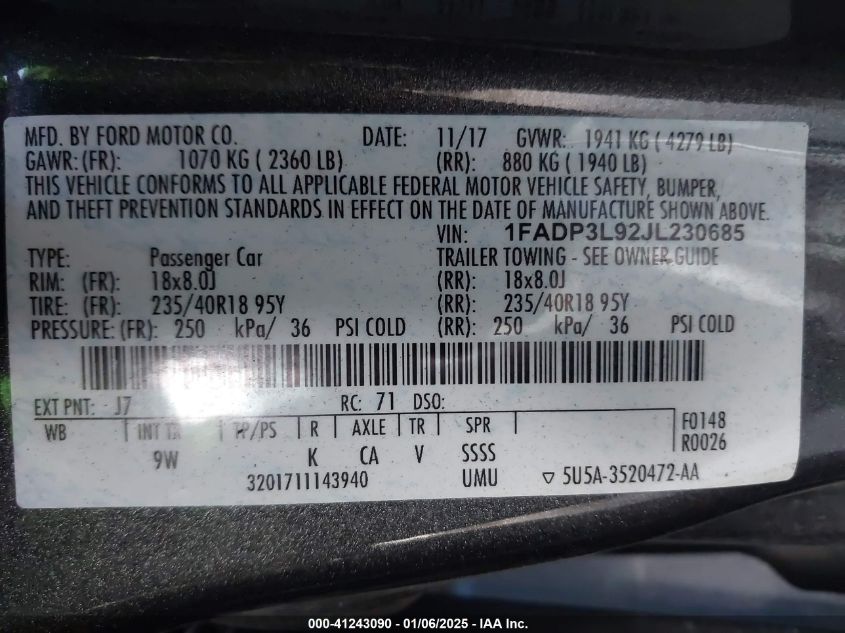 MFD. BY FORD MOTOR CO. DATE: 11/17 GVWR: 1941 KG ( 4279 LB)
GAWR: (FR): 1070 KG ( 2360 LB) (RR): 880 KG ( 1940 LB)
THIS VEHICLE CONFORMS TO ALL APPLICABLE FEDERAL MOTOR VEHICLE SAFETY, BUMPER,
AND THEFT PREVENTION STANDARDS IN EFFECT ON THE DATE OF MANUFACTURE SHOWN ABOVE.
VIN: 1FADP3L92JL230685
TYPE: Passenger Car TRAILER TOWING - SEE OWNER GUIDE
RIM: (FR): 18x8.0J (RR): 18x8.0J
TIRE: (FR): 235/40R18 95Y (RR): 235/40R18 95Y
PRESSURE: (FR): 250 kPa/ 36 PSI COLD (RR): 250 kPa/ 36 PSI COLD
EXT PNT: J7 RC: 71 DSO:
WB INT TR TP/PS R AXLE TR SPR F0148
9W K CA V SSSS R0026
3201711143940 UMU ▽ 5U5A-3520472-AA
000-41243090 - 01/06/2025 - IAA Inc.